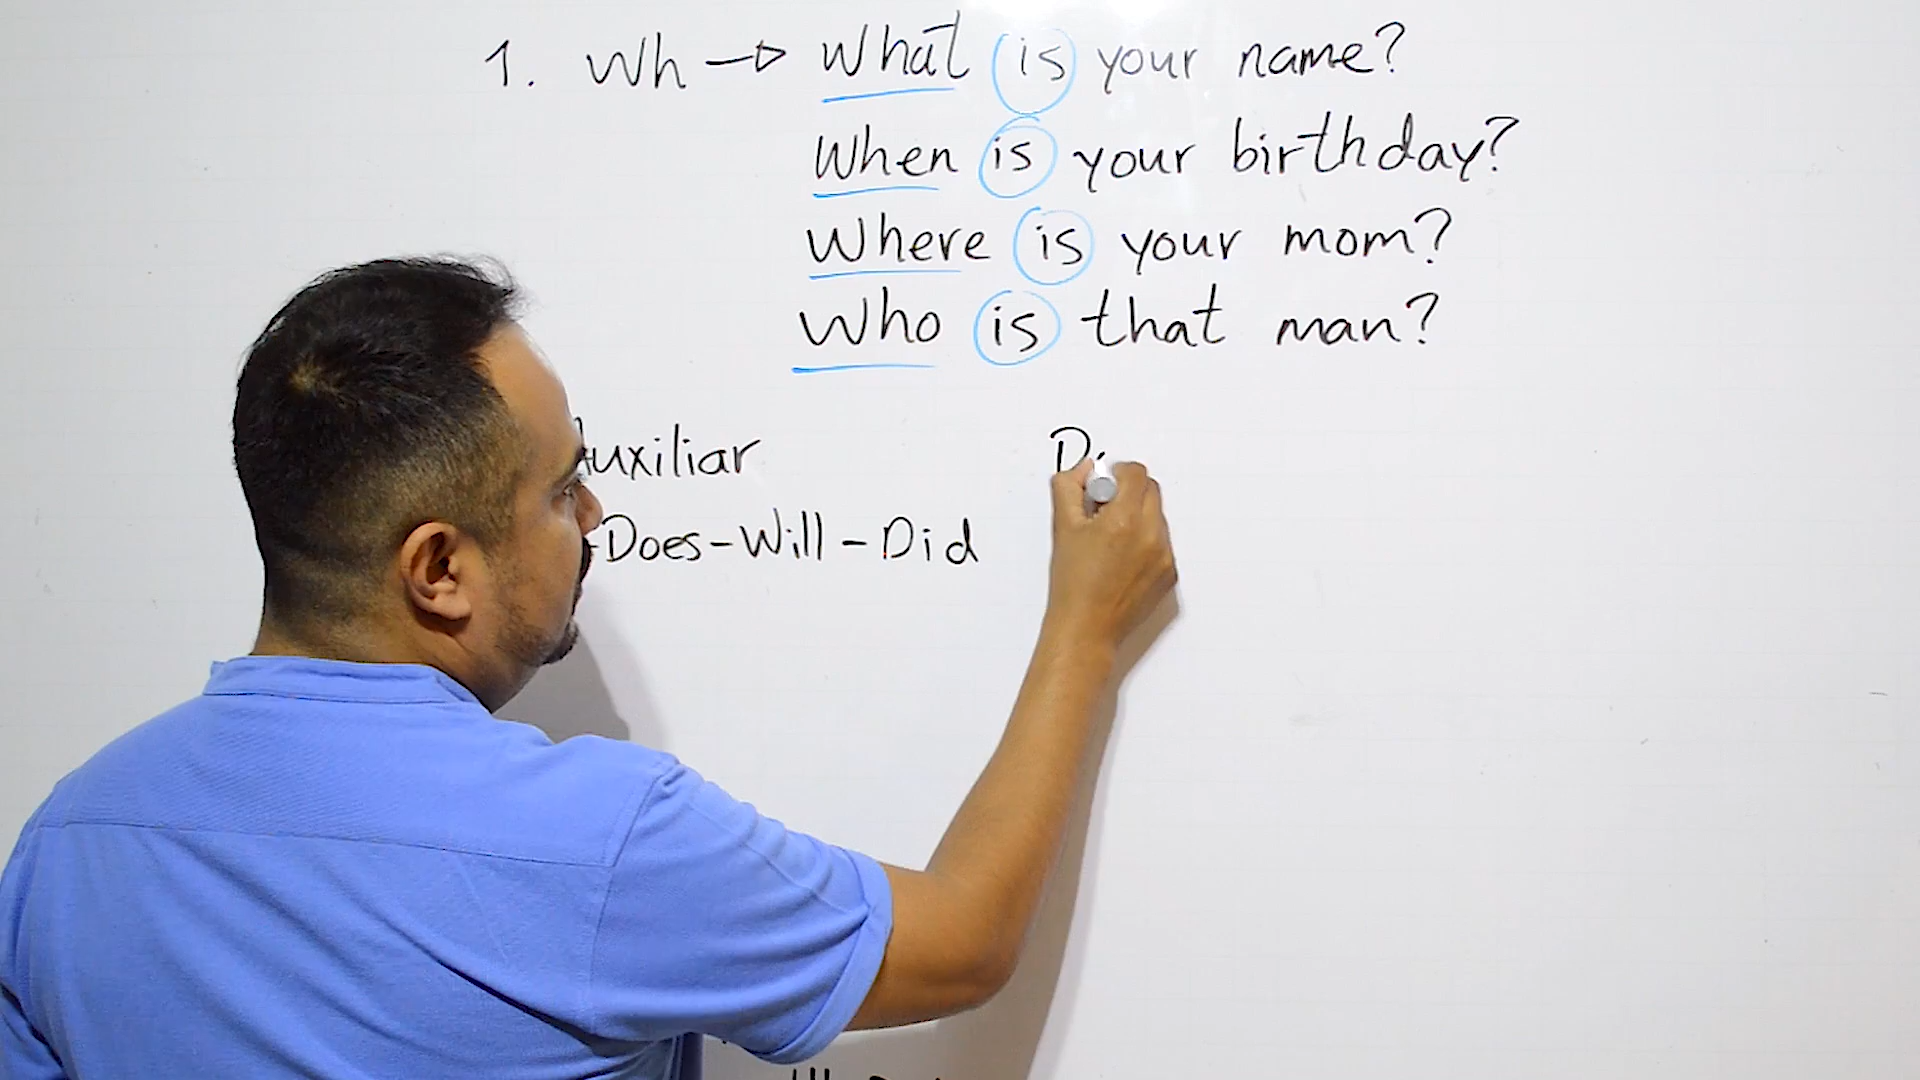 1. Wh → What is your name?
When is your birthday?
Where is your mom?
Who is that man?
Auxiliar
-Does-Will-Did